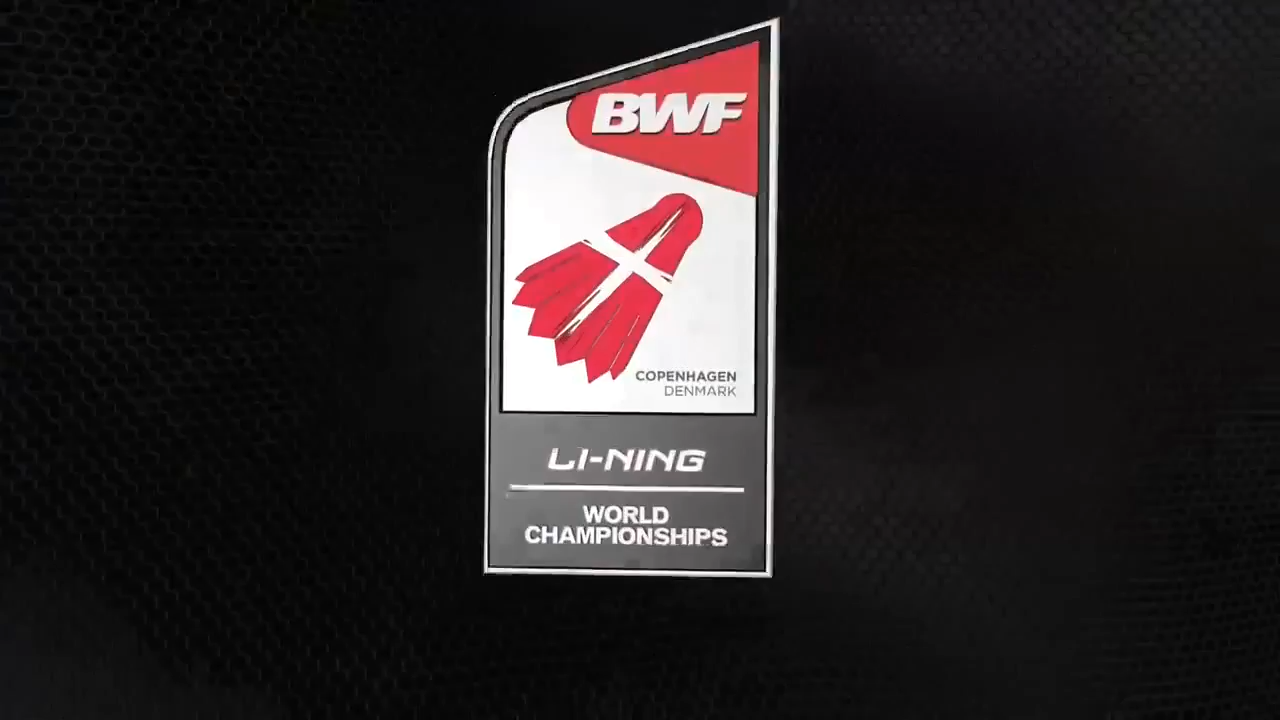 BWF
COPENHAGEN
DENMARK
LI-NING
WORLD
CHAMPIONSHIPS